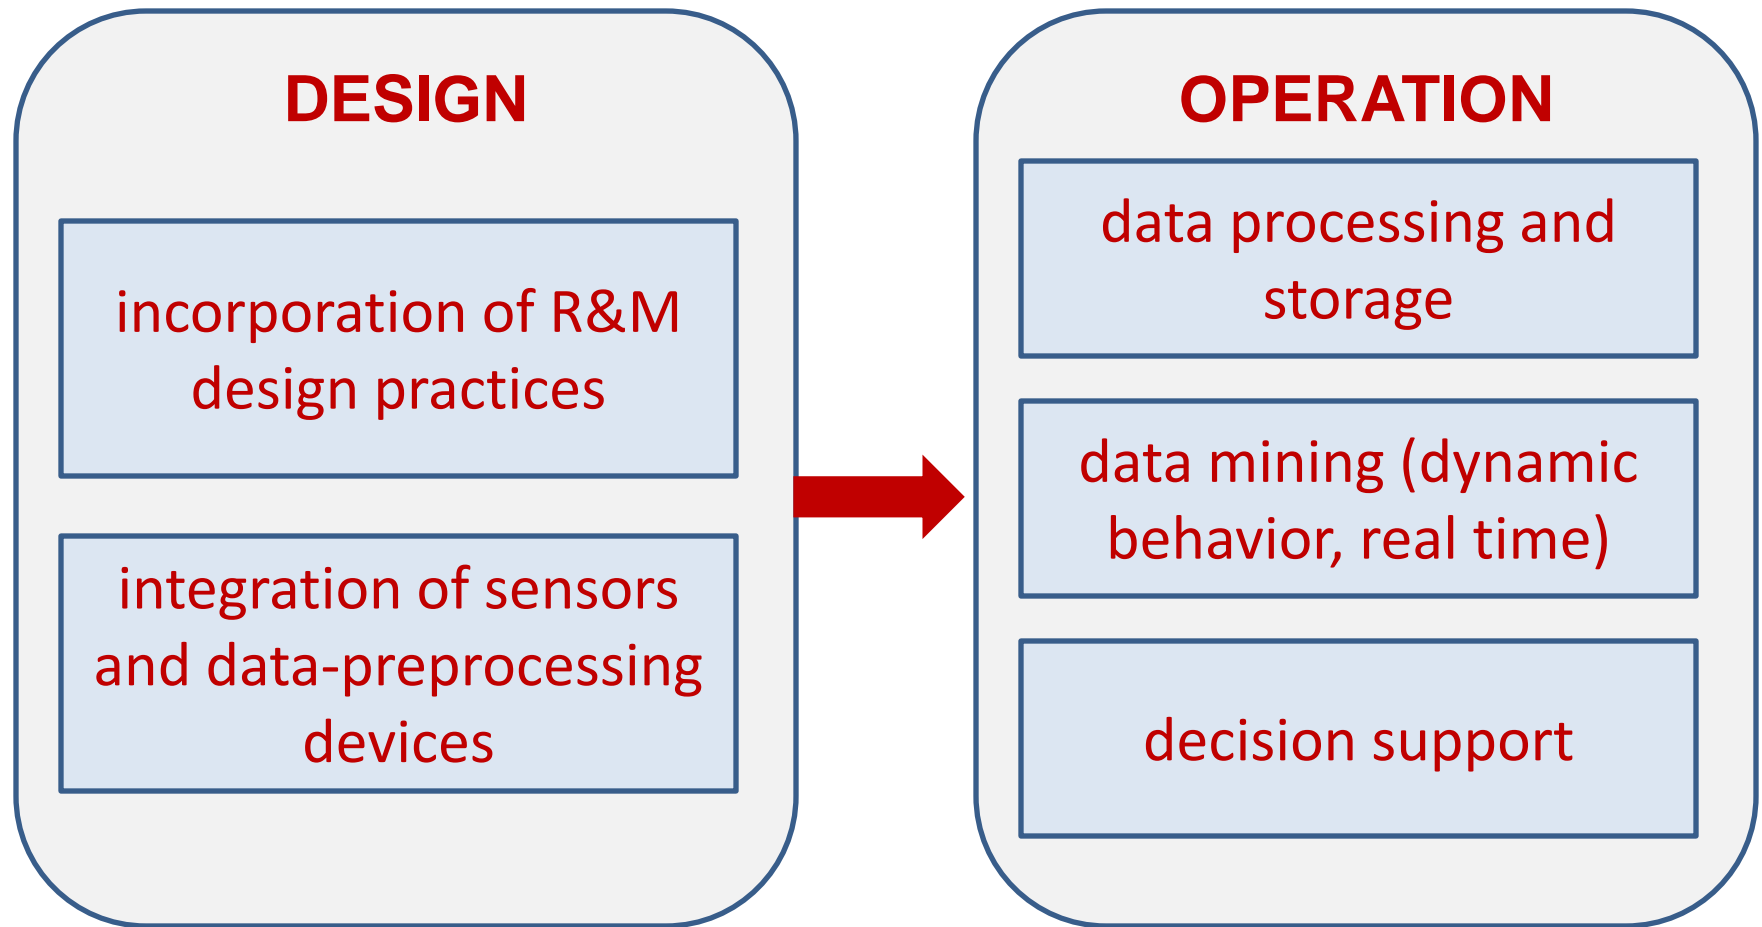 DESIGN
incorporation of R&M
design practices
integration of sensors
and data-preprocessing
devices
OPERATION
data processing and
storage
data mining (dynamic
behavior, real time)
decision support